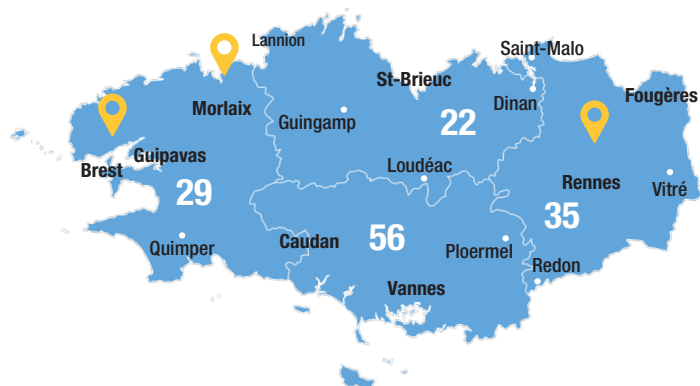 Lannion
Saint-Malo
St-Brieuc
Dinan
Fougères
Morlaix
Guingamp
22
Loudéac
Brest
Guipavas
29
Rennes
Vitré
35
Quimper
Caudan
56
Ploermel
Redon
Vannes